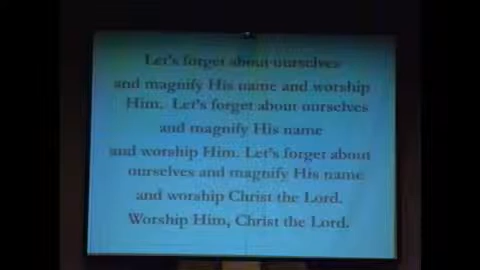 Let's forget about ourselves
and magnify His name and worship
Him. Let's forget about ourselves
and magnify His name
and worship Him. Let's forget about
ourselves and magnify His name
and worship Christ the Lord.
Worship Him, Christ the Lord.